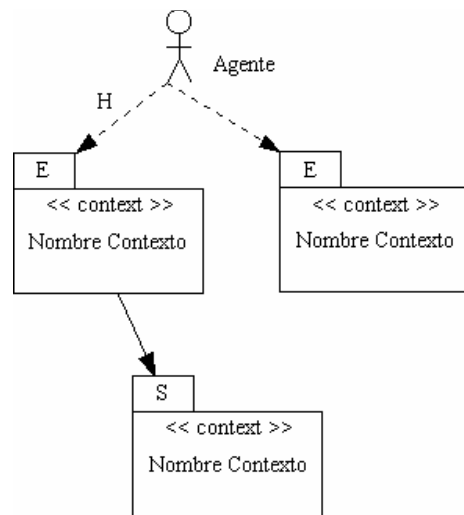 Agente
H
E
<< context >>
Nombre Contexto
E
<< context >>
Nombre Contexto
S
<< context >>
Nombre Contexto